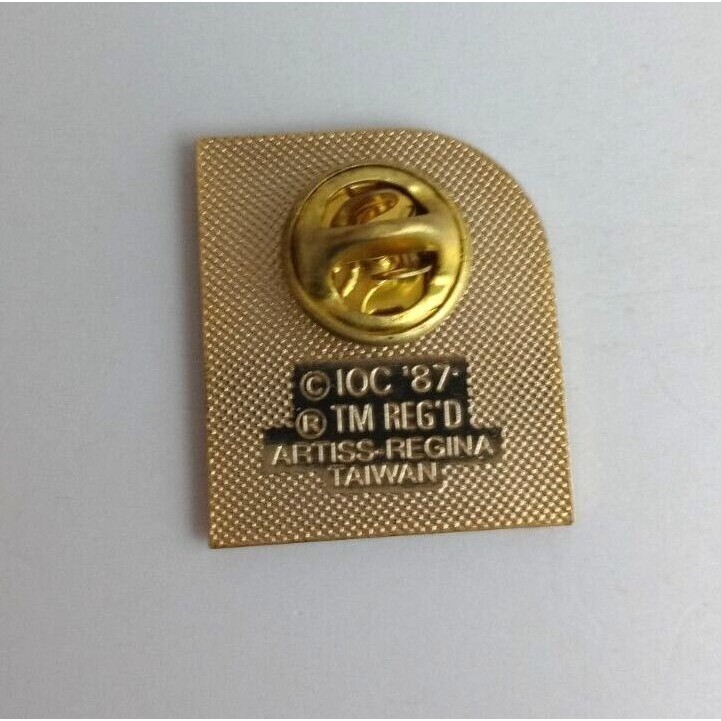 © IOC '87
® TM REG'D
ARTISS-REGINA
TAIWAN